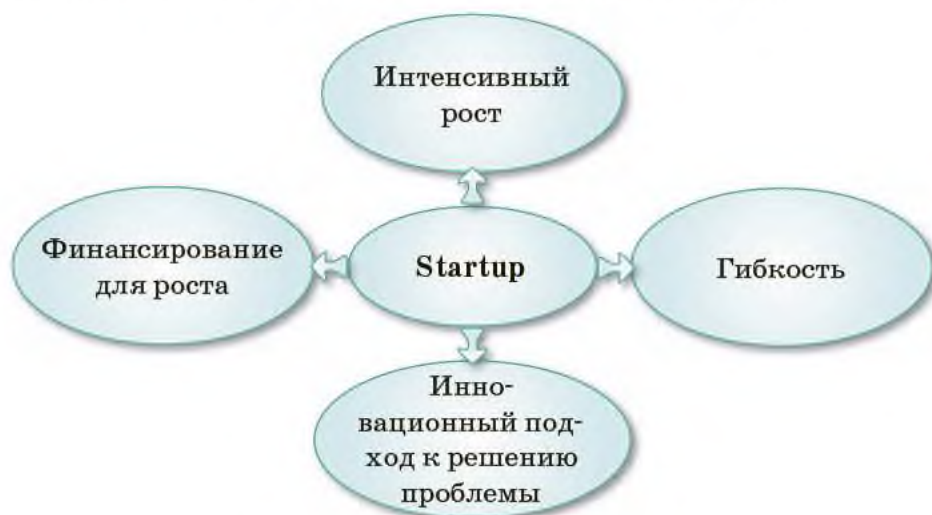 Интенсивный
рост
Финансирование
для роста
Startup
Гибкость
Инно-
вационный под-
ход к решению
проблемы